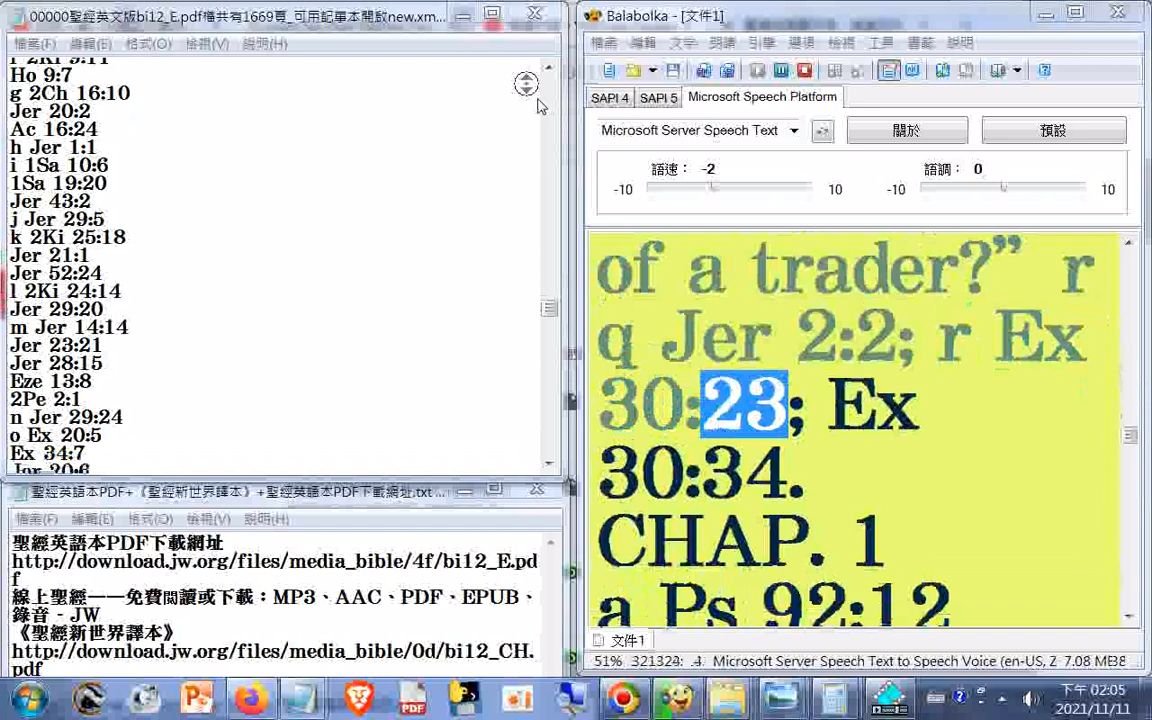 00000聖經英文版bi12_E.pdf檔共有1669頁_可用記事本開啟new.xm...
檔案(F) 編輯(E) 格式(O) 檢視(V) 說明(H)
Ho 9:7
g 2Ch 16:10
Jer 20:2
Ac 16:24
h Jer 1:1
i 1Sa 10:6
1Sa 19:20
Jer 43:2
j Jer 29:5
k 2Ki 25:18
Jer 21:1
Jer 52:24
l 2Ki 24:14
Jer 29:20
m Jer 14:14
Jer 23:21
Jer 28:15
Eze 13:8
2Pe 2:1
n Jer 29:24
o Ex 20:5
Ex 34:7
Jer 20:6
聖經英語本PDF+《聖經新世界譯本》+聖經英語本PDF下載網址.txt ...
檔案(F) 編輯(E) 格式(O) 檢視(V) 說明(H)
聖經英語本PDF下載網址
http://download.jw.org/files/media_bible/4f/bi12_E.pd
f
線上聖經——免費閱讀或下載：MP3、AAC、PDF、EPUB、
錄音 - JW
《聖經新世界譯本》
http://download.jw.org/files/media_bible/0d/bi12_CH.
pdf
Balabolka - [文件1]
檔案 編輯 文字 朗讀 引擎 選項 檢視 工具 書籤 說明
SAPI 4 SAPI 5 Microsoft Speech Platform
Microsoft Server Speech Text
關於
預設
語速： -2
-10 10
語調： 0
-10 10
of a trader?” r
q Jer 2:2; r Ex
30:23; Ex
30:34.
CHAP. 1
a Ps 92:12
文件1
51% 321324: .4. Microsoft Server Speech Text to Speech Voice (en-US, Z 7.08 MB
PDF
下午 02:05
2021/11/11